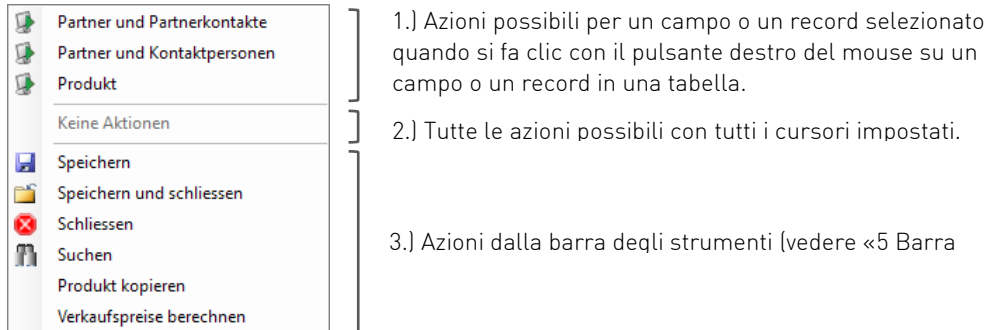 Partner und Partnerkontakte
Partner und Kontaktpersonen
Produkt
Keine Aktionen
Speichern
Speichern und schliessen
Schliessen
Suchen
Produkt kopieren
Verkaufspreise berechnen
1.) Azioni possibili per un campo o un record selezionato
quando si fa clic con il pulsante destro del mouse su un
campo o un record in una tabella.
2.) Tutte le azioni possibili con tutti i cursori impostati.
3.) Azioni dalla barra degli strumenti (vedere «5 Barra